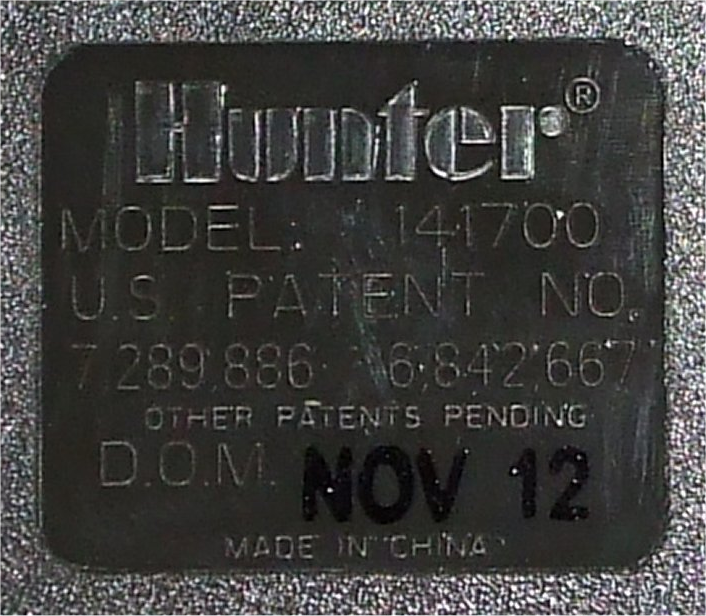 Hunter®
MODEL: 141700
U.S. PATENT NO.
7,289,886 6,842,667
OTHER PATENTS PENDING
D.O.M. NOV 12
MADE IN CHINA